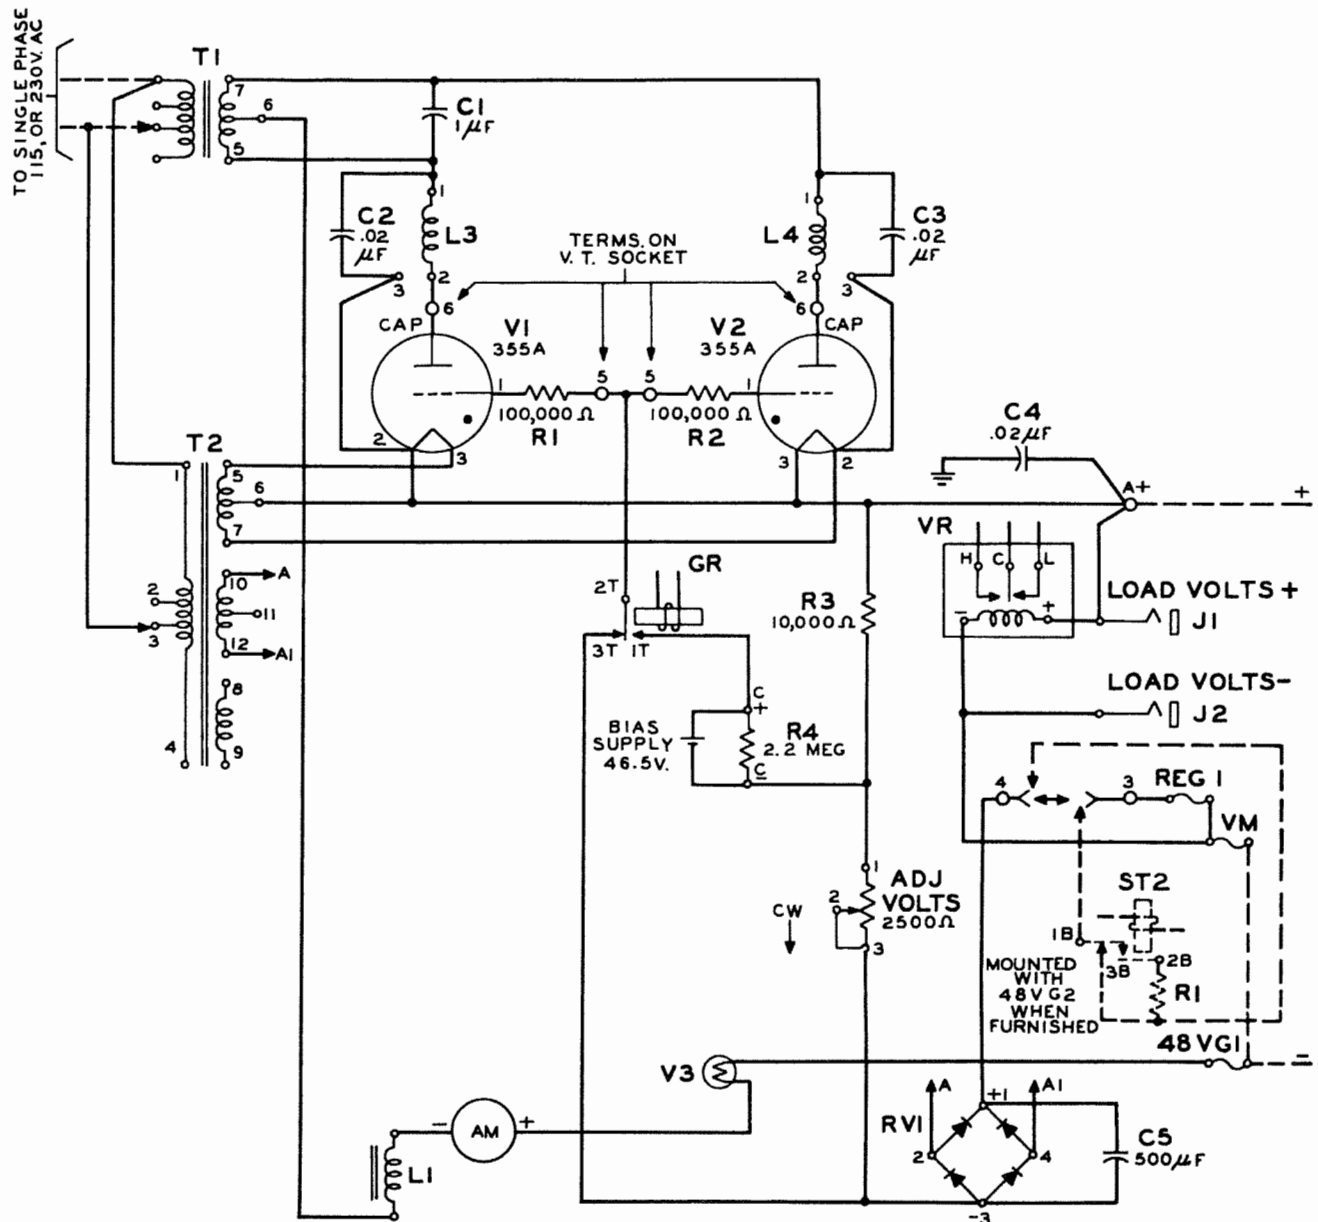 TO SINGLE PHASE
115, OR 230V. AC
T1
7
6
5
C1
1µF
C2
.02
µF
1
L3
2
3
6
CAP
TERMS. ON
V. T. SOCKET
1
L4
2
3
6
CAP
C3
.02
µF
V1
355A
V2
355A
1
5
5
1
100,000 Ω
R1
100,000 Ω
R2
2
3
3
2
C4
.02µF
A+
+
T2
1
2
3
4
5
6
7
10
A
11
12
A1
8
9
VR
H
C
L
-
+
LOAD VOLTS +
J1
LOAD VOLTS-
J2
GR
2T
3T
1T
R3
10,000Ω
C
+
BIAS
SUPPLY
46.5V.
R4
2.2 MEG
C
-
4
3
REG 1
VM
1
ADJ
VOLTS
2500Ω
2
3
CW
ST2
1B
3B
2B
R1
MOUNTED
WITH
48V G2
WHEN
FURNISHED
48 VG1
-
V3
-
AM
+
L1
A
A1
+1
RV1
2
4
-3
C5
500µF